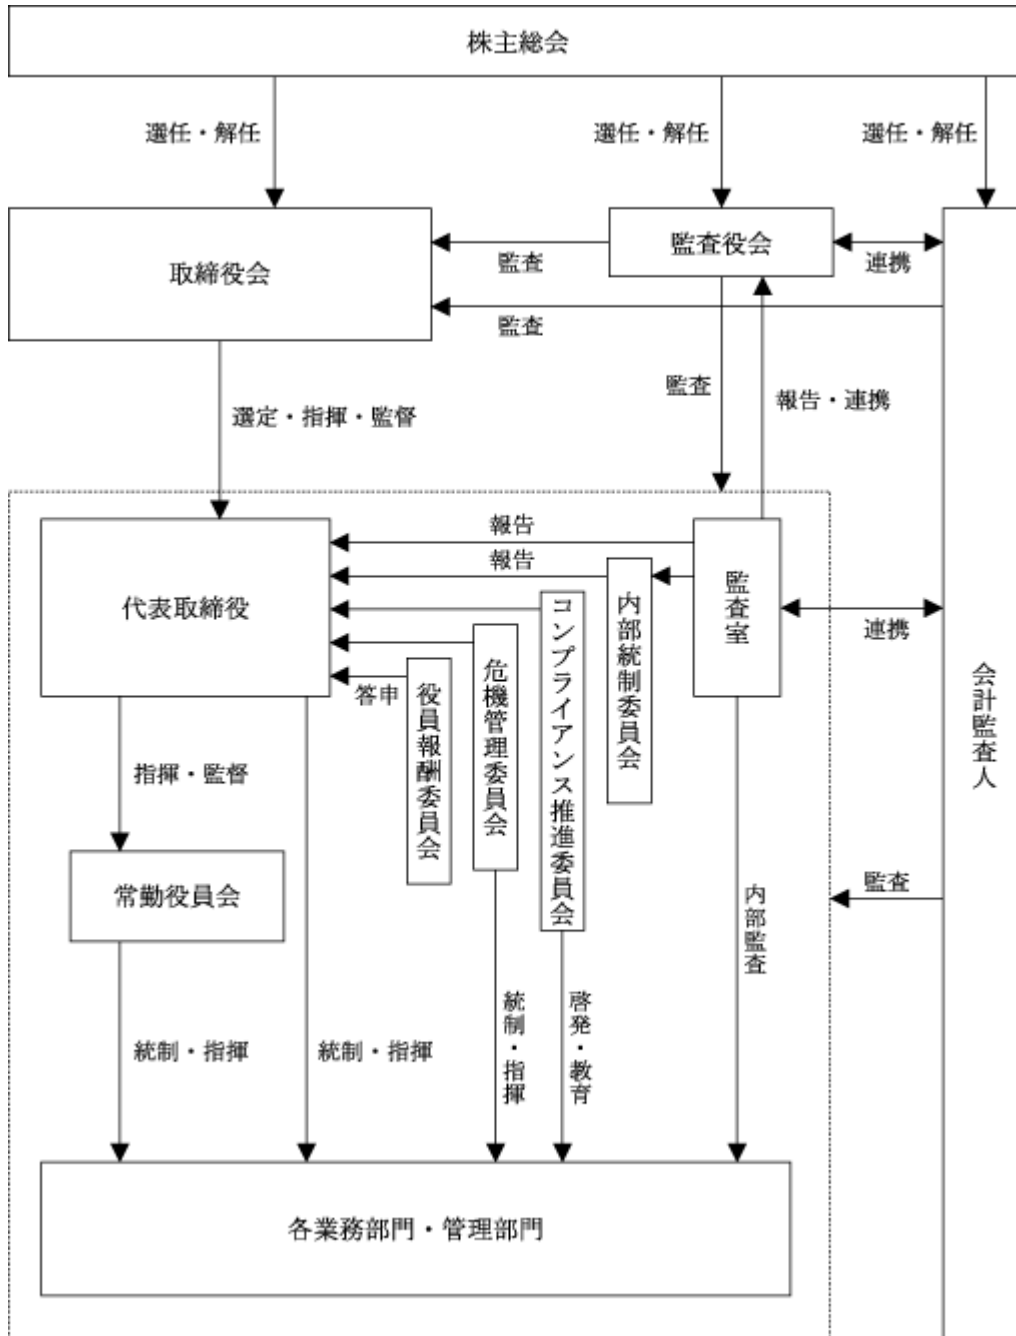 株主総会
選任・解任
選任・解任
選任・解任
取締役会
監査役会
監査
連携
監査
監査
報告・連携
選定・指揮・監督
代表取締役
報告
報告
答申
役員報酬委員会
危機管理委員会
コンプライアンス推進委員会
内部統制委員会
監査室
連携
会計監査人
指揮・監督
常勤役員会
監査
内部監査
統制・指揮
統制・指揮
統制・指揮
啓発・教育
各業務部門・管理部門